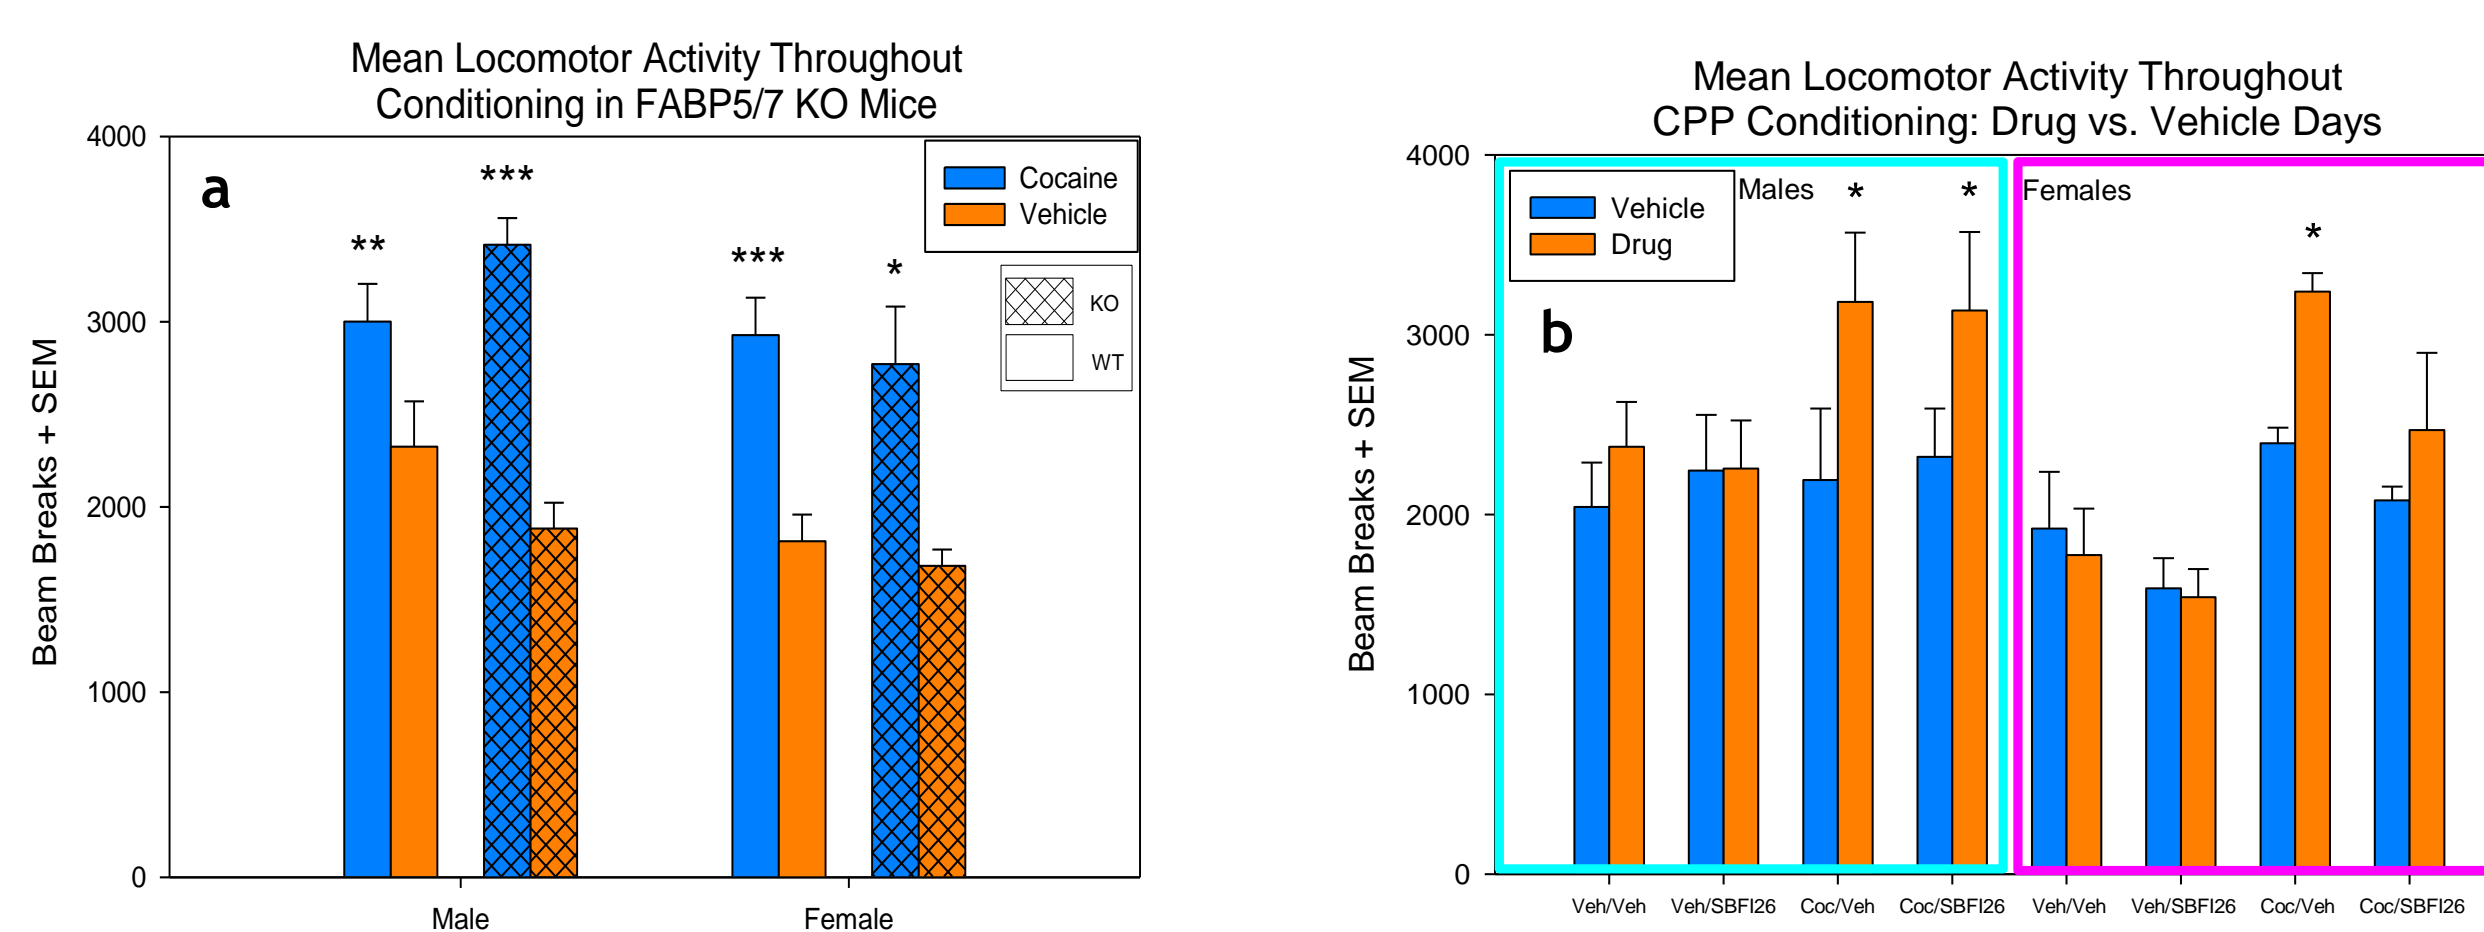 Mean Locomotor Activity Throughout
Conditioning in FABP5/7 KO Mice
4000
3000
2000
1000
0
Beam Breaks + SEM
a
**
***
***
*
Cocaine
Vehicle
KO
WT
Male
Female
Mean Locomotor Activity Throughout
CPP Conditioning: Drug vs. Vehicle Days
4000
3000
2000
1000
0
Beam Breaks + SEM
Vehicle
Drug
b
Males
*
*
Females
*
Veh/Veh
Veh/SBFI26
Coc/Veh
Coc/SBFI26
Veh/Veh
Veh/SBFI26
Coc/Veh
Coc/SBFI26